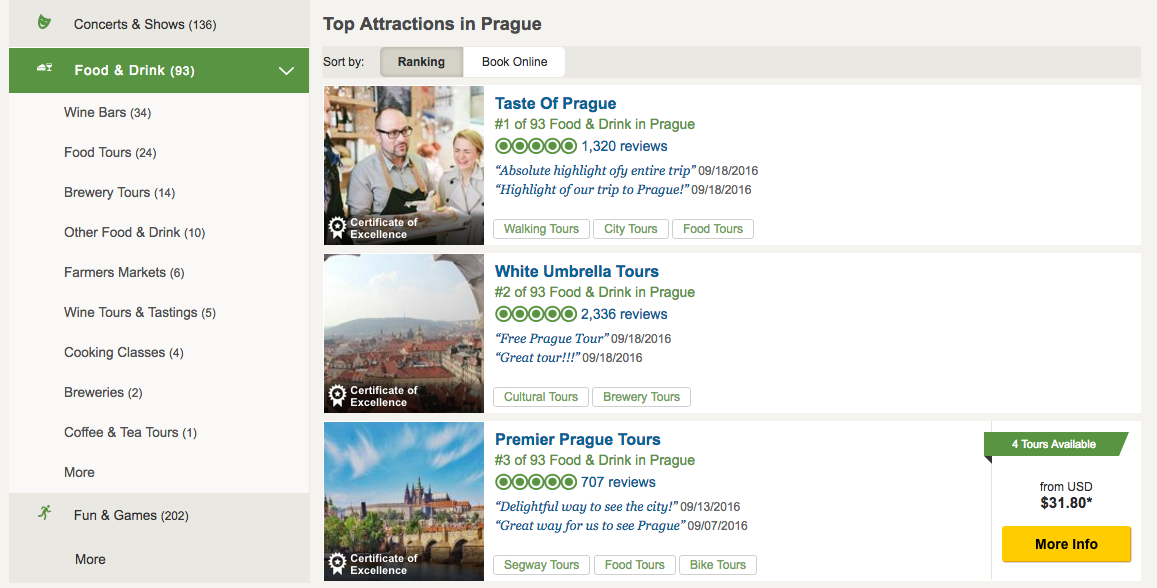 Concerts & Shows (136)
Food & Drink (93)
Wine Bars (34)
Food Tours (24)
Brewery Tours (14)
Other Food & Drink (10)
Farmers Markets (6)
Wine Tours & Tastings (5)
Cooking Classes (4)
Breweries (2)
Coffee & Tea Tours (1)
More
Fun & Games (202)
More
Top Attractions in Prague
Sort by: Ranking Book Online
Certificate of
Excellence
Taste Of Prague
#1 of 93 Food & Drink in Prague
1,320 reviews
“Absolute highlight ofy entire trip” 09/18/2016
“Highlight of our trip to Prague!” 09/18/2016
Walking Tours City Tours Food Tours
Certificate of
Excellence
White Umbrella Tours
#2 of 93 Food & Drink in Prague
2,336 reviews
“Free Prague Tour” 09/18/2016
“Great tour!!!” 09/18/2016
Cultural Tours Brewery Tours
Certificate of
Excellence
Premier Prague Tours
#3 of 93 Food & Drink in Prague
707 reviews
“Delightful way to see the city!” 09/13/2016
“Great way for us to see Prague” 09/07/2016
Segway Tours Food Tours Bike Tours
4 Tours Available
from USD
$31.80*
More Info